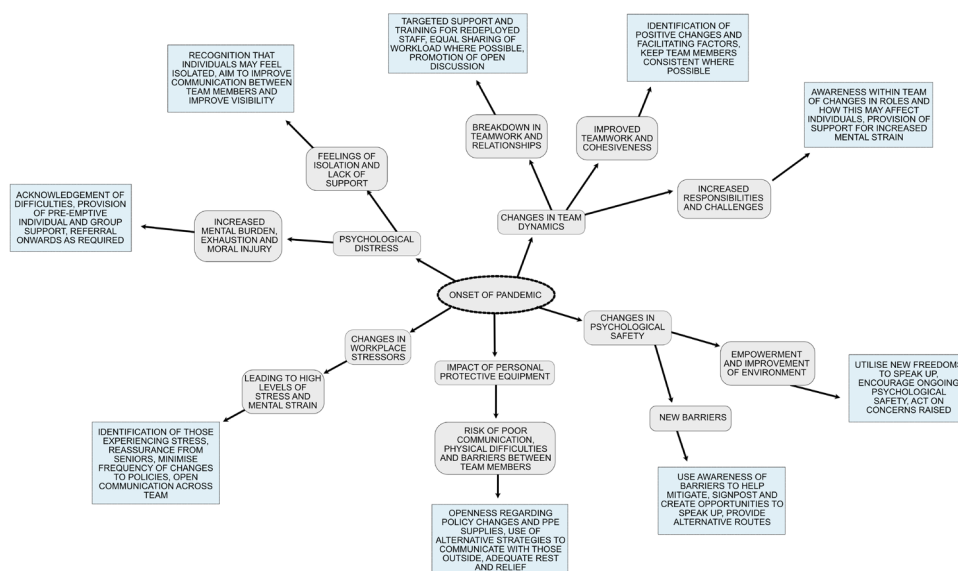 TARGETED SUPPORT AND
TRAINING FOR REDEPLOYED
STAFF, EQUAL SHARING OF
WORKLOAD WHERE POSSIBLE,
PROMOTION OF OPEN
DISCUSSION
IDENTIFICATION OF
POSITIVE CHANGES AND
FACILITATING FACTORS,
KEEP TEAM MEMBERS
CONSISTENT WHERE
POSSIBLE
RECOGNITION THAT
INDIVIDUALS MAY FEEL
ISOLATED, AIM TO IMPROVE
COMMUNICATION BETWEEN
TEAM MEMBERS AND
IMPROVE VISIBILITY
AWARENESS WITHIN TEAM
OF CHANGES IN ROLES AND
HOW THIS MAY AFFECT
INDIVIDUALS, PROVISION OF
SUPPORT FOR INCREASED
MENTAL STRAIN
BREAKDOWN IN
TEAMWORK AND
RELATIONSHIPS
IMPROVED
TEAMWORK AND
COHESIVENESS
FEELINGS OF
ISOLATION AND
LACK OF
SUPPORT
INCREASED
RESPONSIBILITIES
AND CHALLENGES
ACKNOWLEDGEMENT OF
DIFFICULTIES, PROVISION
OF PRE-EMPTIVE
INDIVIDUAL AND GROUP
SUPPORT, REFERRAL
ONWARDS AS REQUIRED
INCREASED
MENTAL BURDEN,
EXHAUSTION AND
MORAL INJURY
PSYCHOLOGICAL
DISTRESS
CHANGES IN TEAM
DYNAMICS
ONSET OF PANDEMIC
CHANGES IN
PSYCHOLOGICAL
SAFETY
CHANGES IN
WORKPLACE
STRESSORS
IMPACT OF PERSONAL
PROTECTIVE EQUIPMENT
EMPOWERMENT
AND IMPROVEMENT
OF ENVIRONMENT
UTILISE NEW FREEDOMS
TO SPEAK UP,
ENCOURAGE ONGOING
PSYCHOLOGICAL
SAFETY, ACT ON
CONCERNS RAISED
LEADING TO HIGH
LEVELS OF
STRESS AND
MENTAL STRAIN
NEW BARRIERS
RISK OF POOR
COMMUNICATION,
PHYSICAL DIFFICULTIES
AND BARRIERS BETWEEN
TEAM MEMBERS
IDENTIFICATION OF THOSE
EXPERIENCING STRESS,
REASSURANCE FROM
SENIORS, MINIMISE
FREQUENCY OF CHANGES
TO POLICIES, OPEN
COMMUNICATION ACROSS
TEAM
USE AWARENESS OF
BARRIERS TO HELP
MITIGATE, SIGNPOST AND
CREATE OPPORTUNITIES TO
SPEAK UP, PROVIDE
ALTERNATIVE ROUTES
OPENNESS REGARDING
POLICY CHANGES AND PPE
SUPPLIES, USE OF
ALTERNATIVE STRATEGIES TO
COMMUNICATE WITH THOSE
OUTSIDE, ADEQUATE REST
AND RELIEF